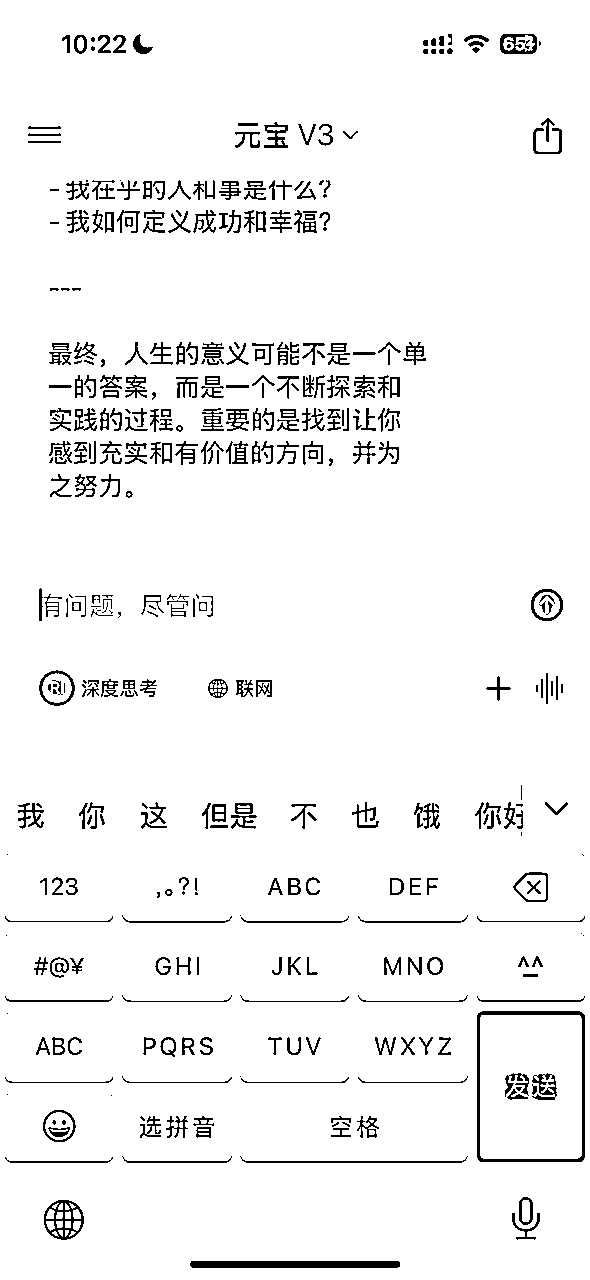 10:22
65
元宝 V3
- 我在乎的人和事是什么？
- 我如何定义成功和幸福？
---
最终，人生的意义可能不是一个单
一的答案，而是一个不断探索和
实践的过程。重要的是找到让你
感到充实和有价值的方向，并为
之努力。
有问题，尽管问
深度思考 联网
我 你 这 但是 不 也 饿 你好
123 ,。?! ABC DEF
#@¥ GHI JKL MNO ^^
ABC PQRS TUV WXYZ
发送
选拼音 空格